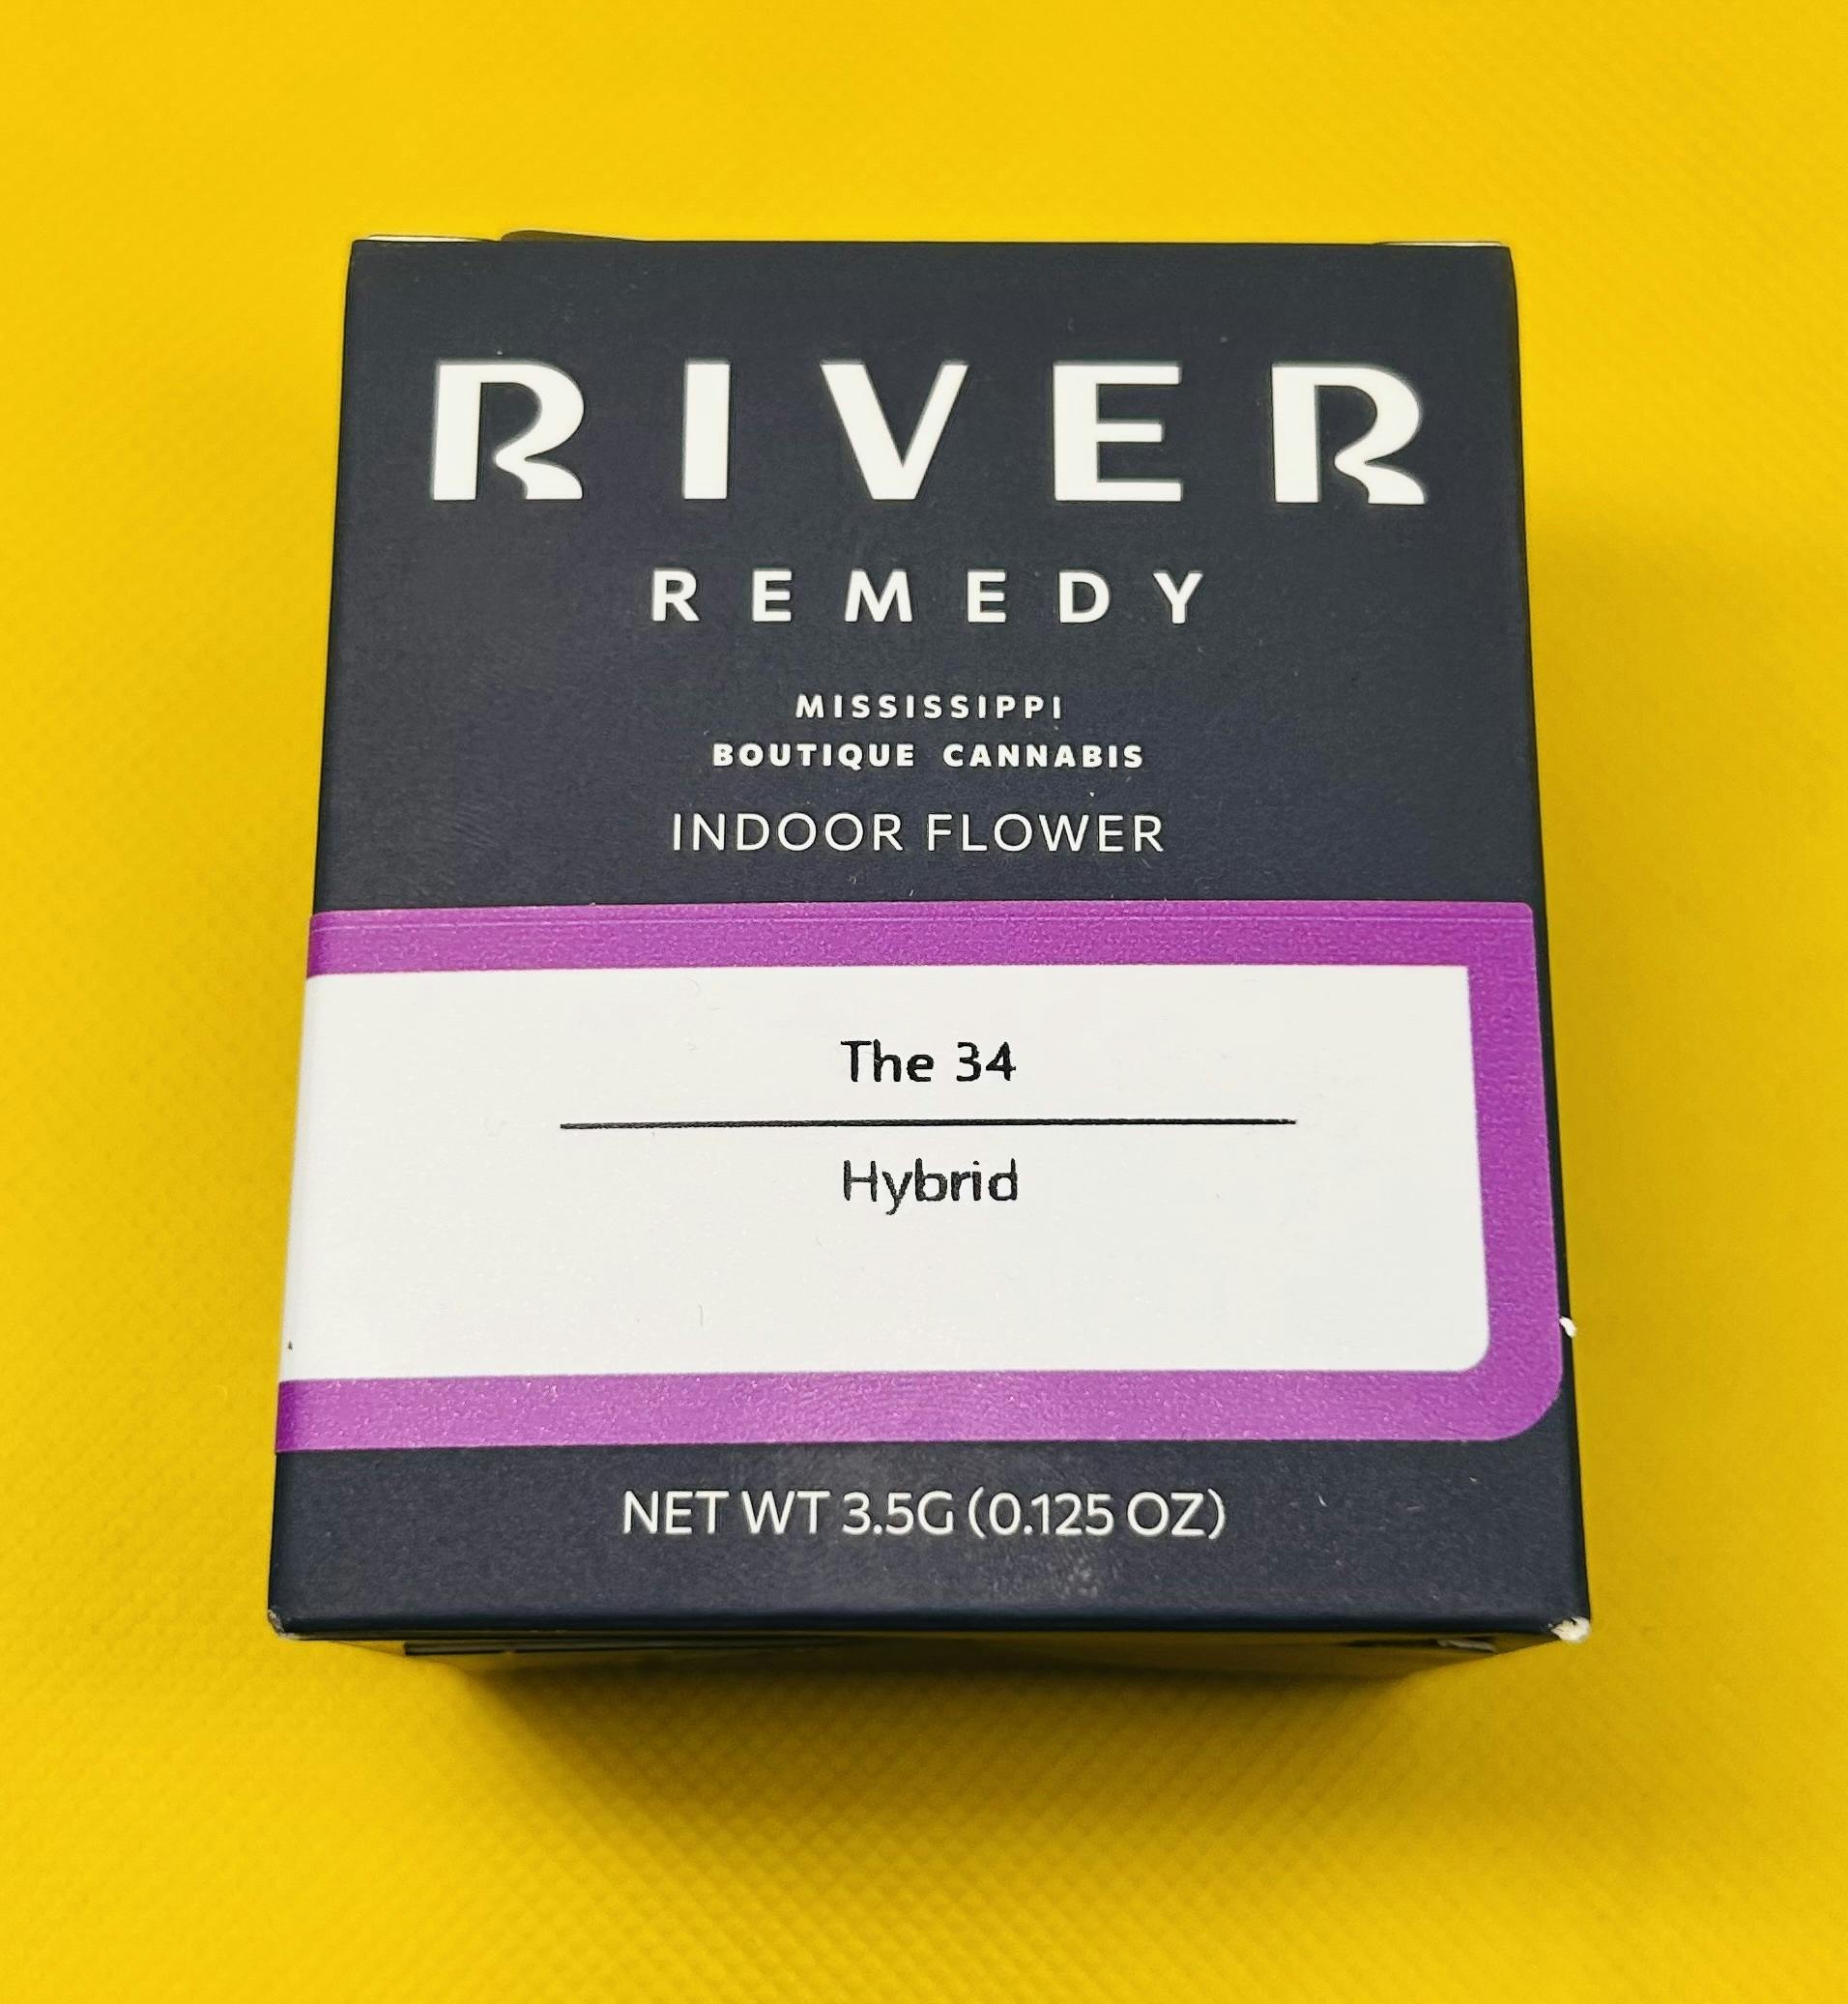 RIVER
REMEDY
MISSISSIPPI
BOUTIQUE CANNABIS
INDOOR FLOWER
The 34
Hybrid
NET WT 3.5G (0.125 OZ)